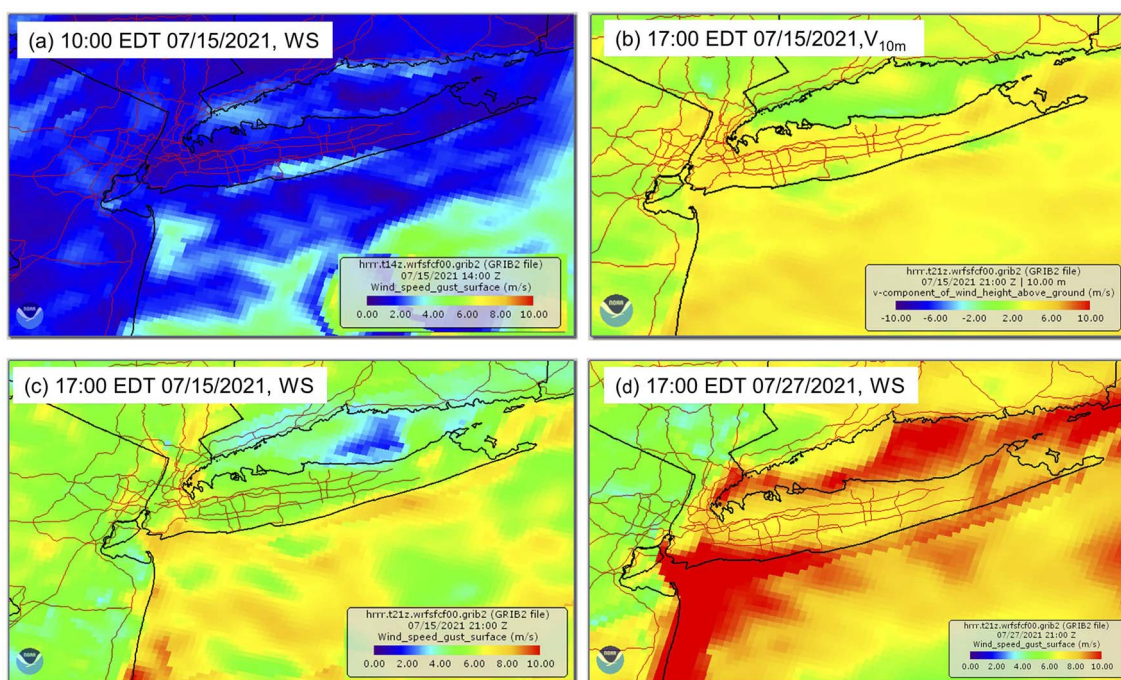 (a) 10:00 EDT 07/15/2021, WS
hrrr.t14z.wrfsfcf00.grib2 (GRIB2 file)
07/15/2021 14:00 Z
Wind_speed_gust_surface (m/s)
0.00 2.00 4.00 6.00 8.00 10.00
NOAA
(b) 17:00 EDT 07/15/2021,V10m
hrrr.t21z.wrfsfcf00.grib2 (GRIB2 file)
07/15/2021 21:00 Z | 10.00 m
v-component_of_wind_height_above_ground (m/s)
-10.00 -6.00 -2.00 2.00 6.00 10.00
NOAA
(c) 17:00 EDT 07/15/2021, WS
hrrr.t21z.wrfsfcf00.grib2 (GRIB2 file)
07/15/2021 21:00 Z
Wind_speed_gust_surface (m/s)
0.00 2.00 4.00 6.00 8.00 10.00
NOAA
(d) 17:00 EDT 07/27/2021, WS
hrrr.t21z.wrfsfcf00.grib2 (GRIB2 file)
07/27/2021 21:00 Z
Wind_speed_gust_surface (m/s)
0.00 2.00 4.00 6.00 8.00 10.00
NOAA